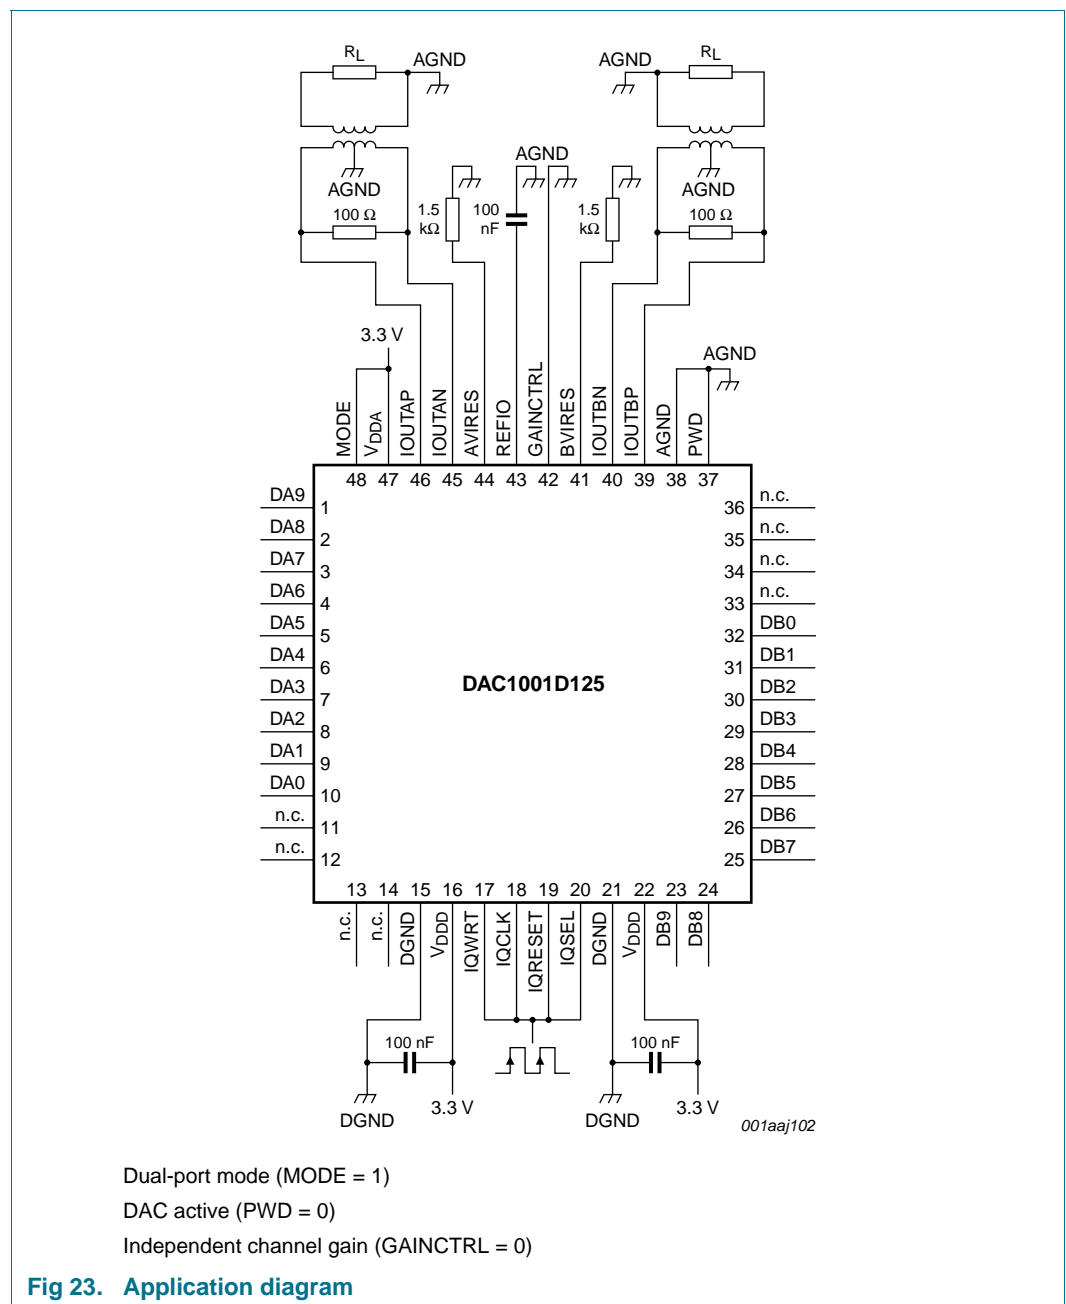 RL AGND AGND RL
AGND
AGND AGND
100 Ω 1.5 kΩ 100 nF 1.5 kΩ 100 Ω
3.3 V
AGND
MODE VDDA IOUTAP IOUTAN AVIRES REFIO GAINCTRL BVIRES IOUTBN IOUTBP AGND PWD
48 47 46 45 44 43 42 41 40 39 38 37
DA9 1 36 n.c.
DA8 2 35 n.c.
DA7 3 34 n.c.
DA6 4 33 n.c.
DA5 5 32 DB0
DA4 6 31 DB1
DAC1001D125
DA3 7 30 DB2
DA2 8 29 DB3
DA1 9 28 DB4
DA0 10 27 DB5
n.c. 11 26 DB6
n.c. 12 25 DB7
13 14 15 16 17 18 19 20 21 22 23 24
n.c. n.c. DGND VDDD IQWRT IQCLK IQRESET IQSEL DGND VDDD DB9 DB8
100 nF 100 nF
DGND 3.3 V DGND 3.3 V
001aaj102
Dual-port mode (MODE = 1)
DAC active (PWD = 0)
Independent channel gain (GAINCTRL = 0)
Fig 23. Application diagram